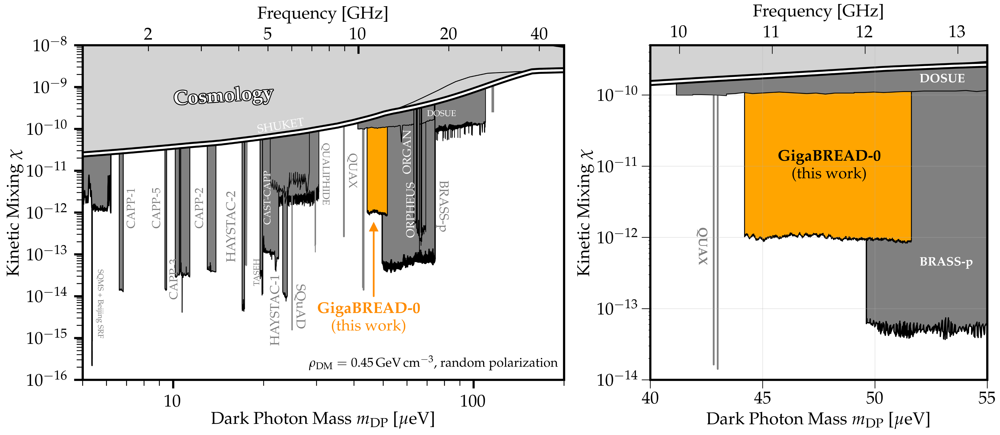 Frequency [GHz]
2 5 10 20 40
10−8
10−9
10−10
10−11
10−12
10−13
10−14
10−15
10−16
Kinetic Mixing χ
Cosmology
SHUKET
DOSUE
SQMS + Beijing SRF
CAPP-1
CAPP-5
CAPP-3
CAPP-2
HAYSTAC-2
TASEH
CAST-CAPP
HAYSTAC-1
SQuAD
QUALIPHIDE
QUAX
ORPHEUS
ORGAN
BRASS-p
GigaBREAD-0
(this work)
ρDM = 0.45 GeV cm−3, random polarization
10 100
Dark Photon Mass mDP [μeV]
Frequency [GHz]
10 11 12 13
10−10
10−11
10−12
10−13
10−14
Kinetic Mixing χ
DOSUE
GigaBREAD-0
(this work)
QUAX
BRASS-p
40 45 50 55
Dark Photon Mass mDP [μeV]